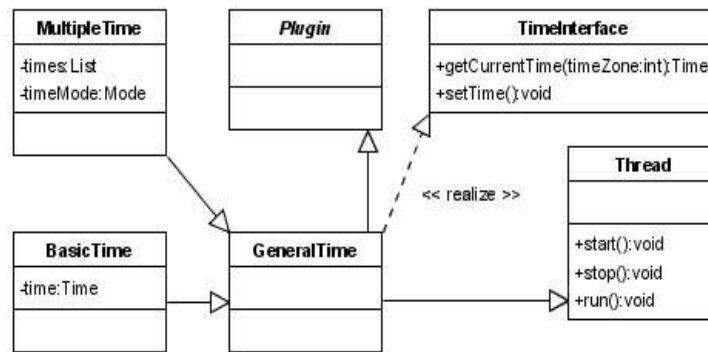 MultipleTime
-times:List
-timeMode:Mode
Plugin
TimeInterface
+getCurrentTime(timeZone:int):Time
+setTime():void
<< realize >>
Thread
+start():void
+stop():void
+run():void
BasicTime
-time:Time
GeneralTime